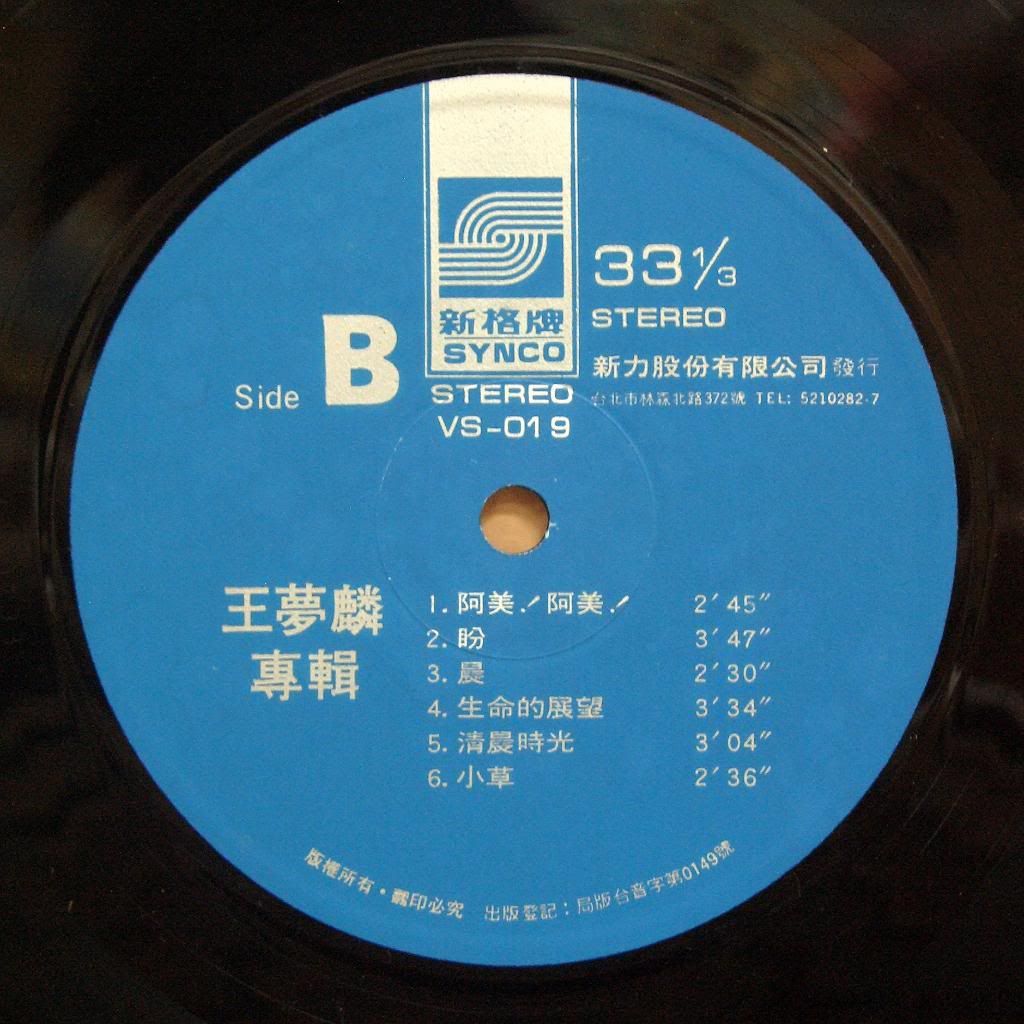 新格牌
SYNCO
STEREO
VS-019
Side B
33 1/3
STEREO
新力股份有限公司 發行
台北市林森北路372號 TEL: 5210282-7
王夢麟
專輯
1. 阿美!阿美! 2′45″
2. 盼 3′47″
3. 晨 2′30″
4. 生命的展望 3′34″
5. 清晨時光 3′04″
6. 小草 2′36″
版權所有・翻印必究 出版登記:局版台音字第0149號